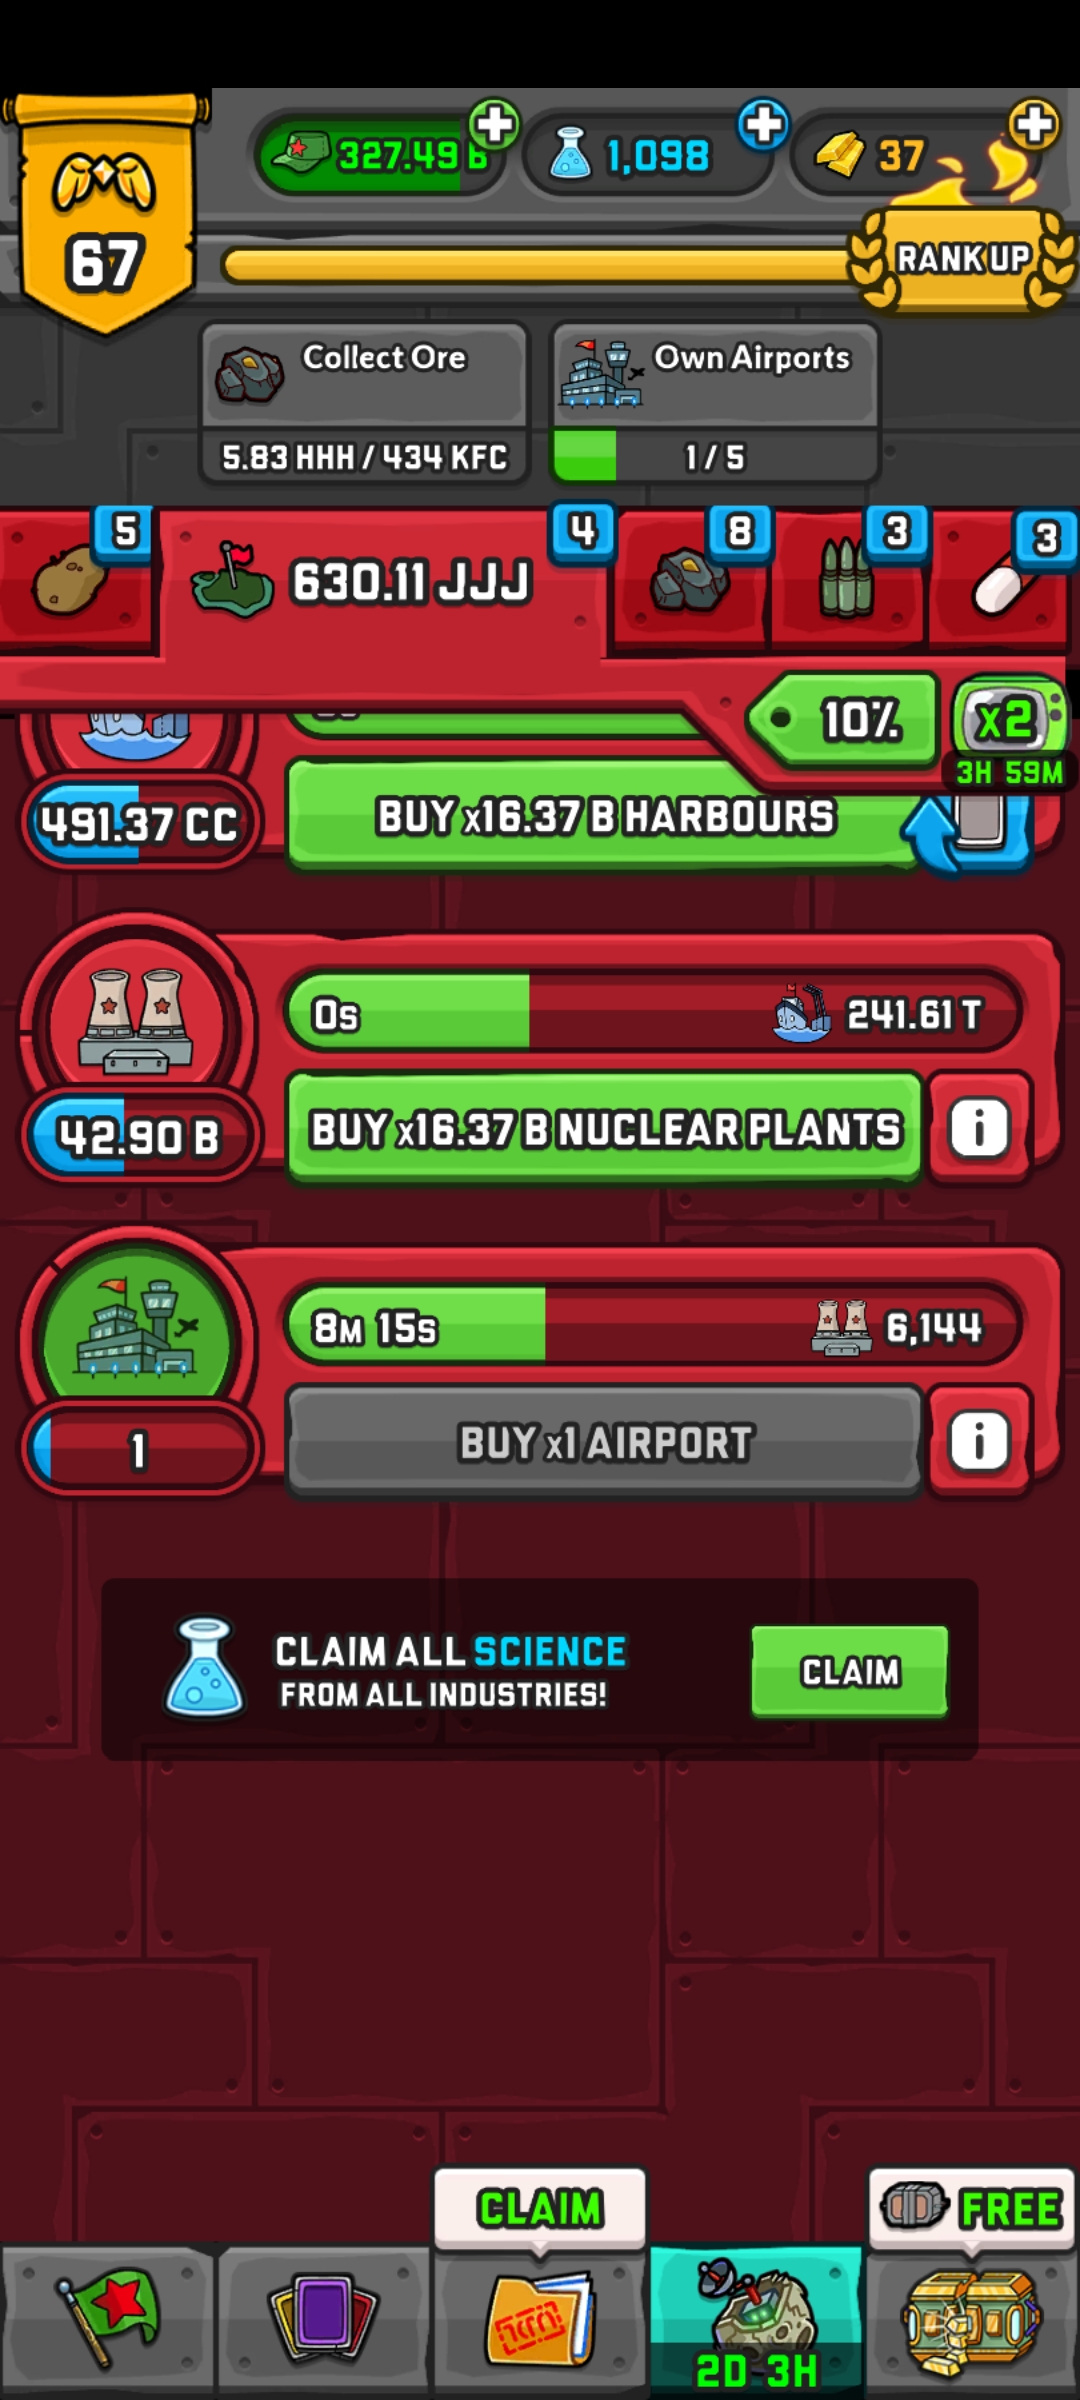 327.49 B
1,098
37
67
RANK UP
Collect Ore
5.83 HHH / 434 KFC
Own Airports
1 / 5
5
630.11 JJJ
4
8
3
3
10%
x2
3H 59M
491.37 CC
BUY x16.37 B HARBOURS
0s
241.61 T
42.90 B
BUY x16.37 B NUCLEAR PLANTS
i
8M 15s
6,144
1
BUY x1 AIRPORT
i
CLAIM ALL SCIENCE
FROM ALL INDUSTRIES!
CLAIM
CLAIM
FREE
2D 3H